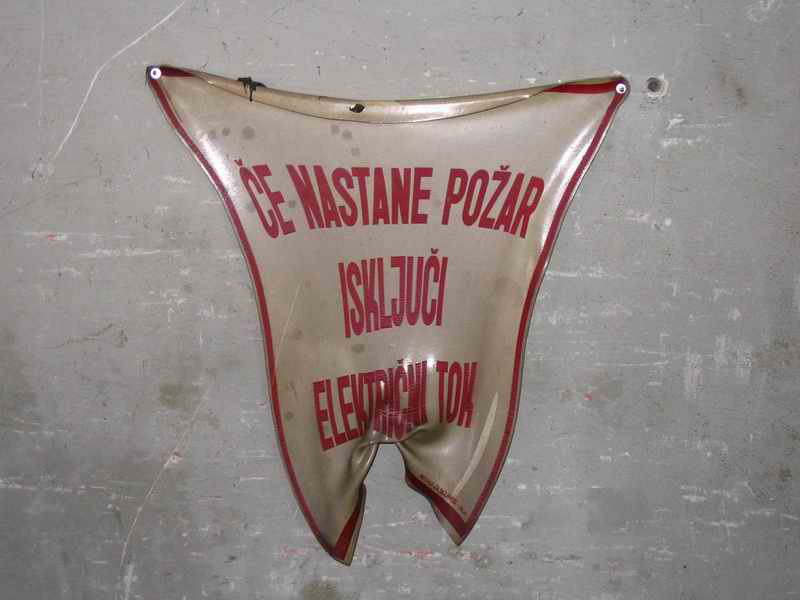 ČE NASTANE POŽAR
ISKLJUČI
ELEKTRIČNI TOK